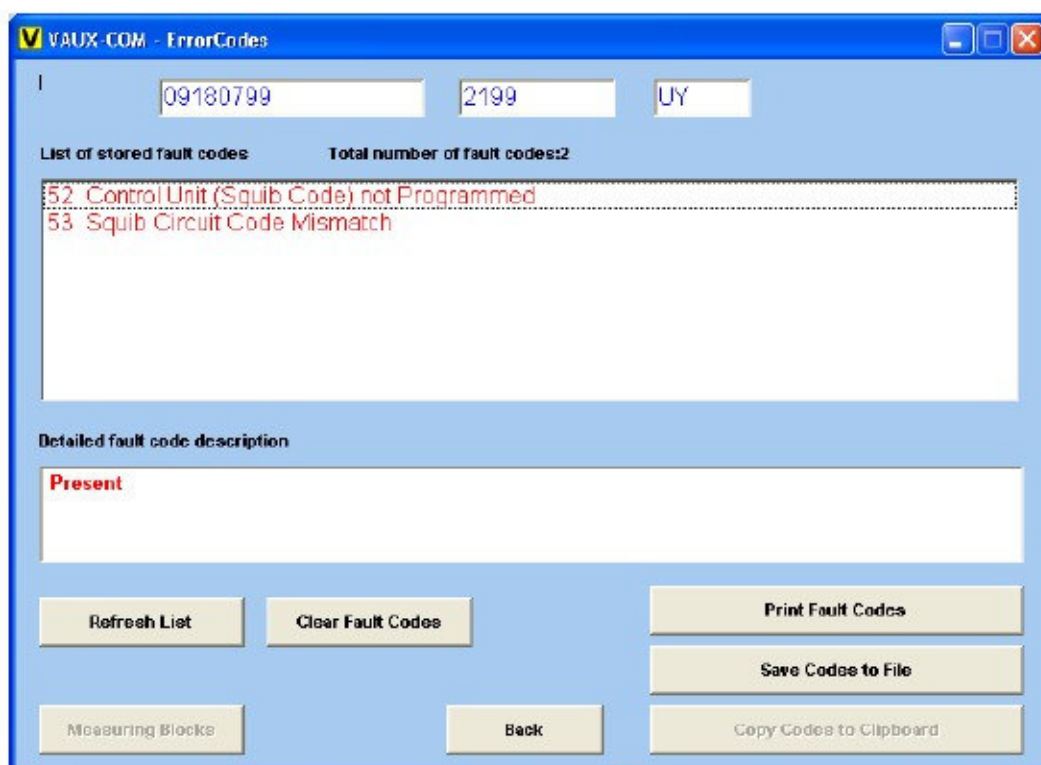 V VAUX-COM - ErrorCodes
09180799 2199 UY
List of stored fault codes Total number of fault codes:2
52 Control Unit (Squib Code) not Programmed
53 Squib Circuit Code Mismatch
Detailed fault code description
Present
Refresh List Clear Fault Codes Print Fault Codes
Save Codes to File
Measuring Blocks Back Copy Codes to Clipboard